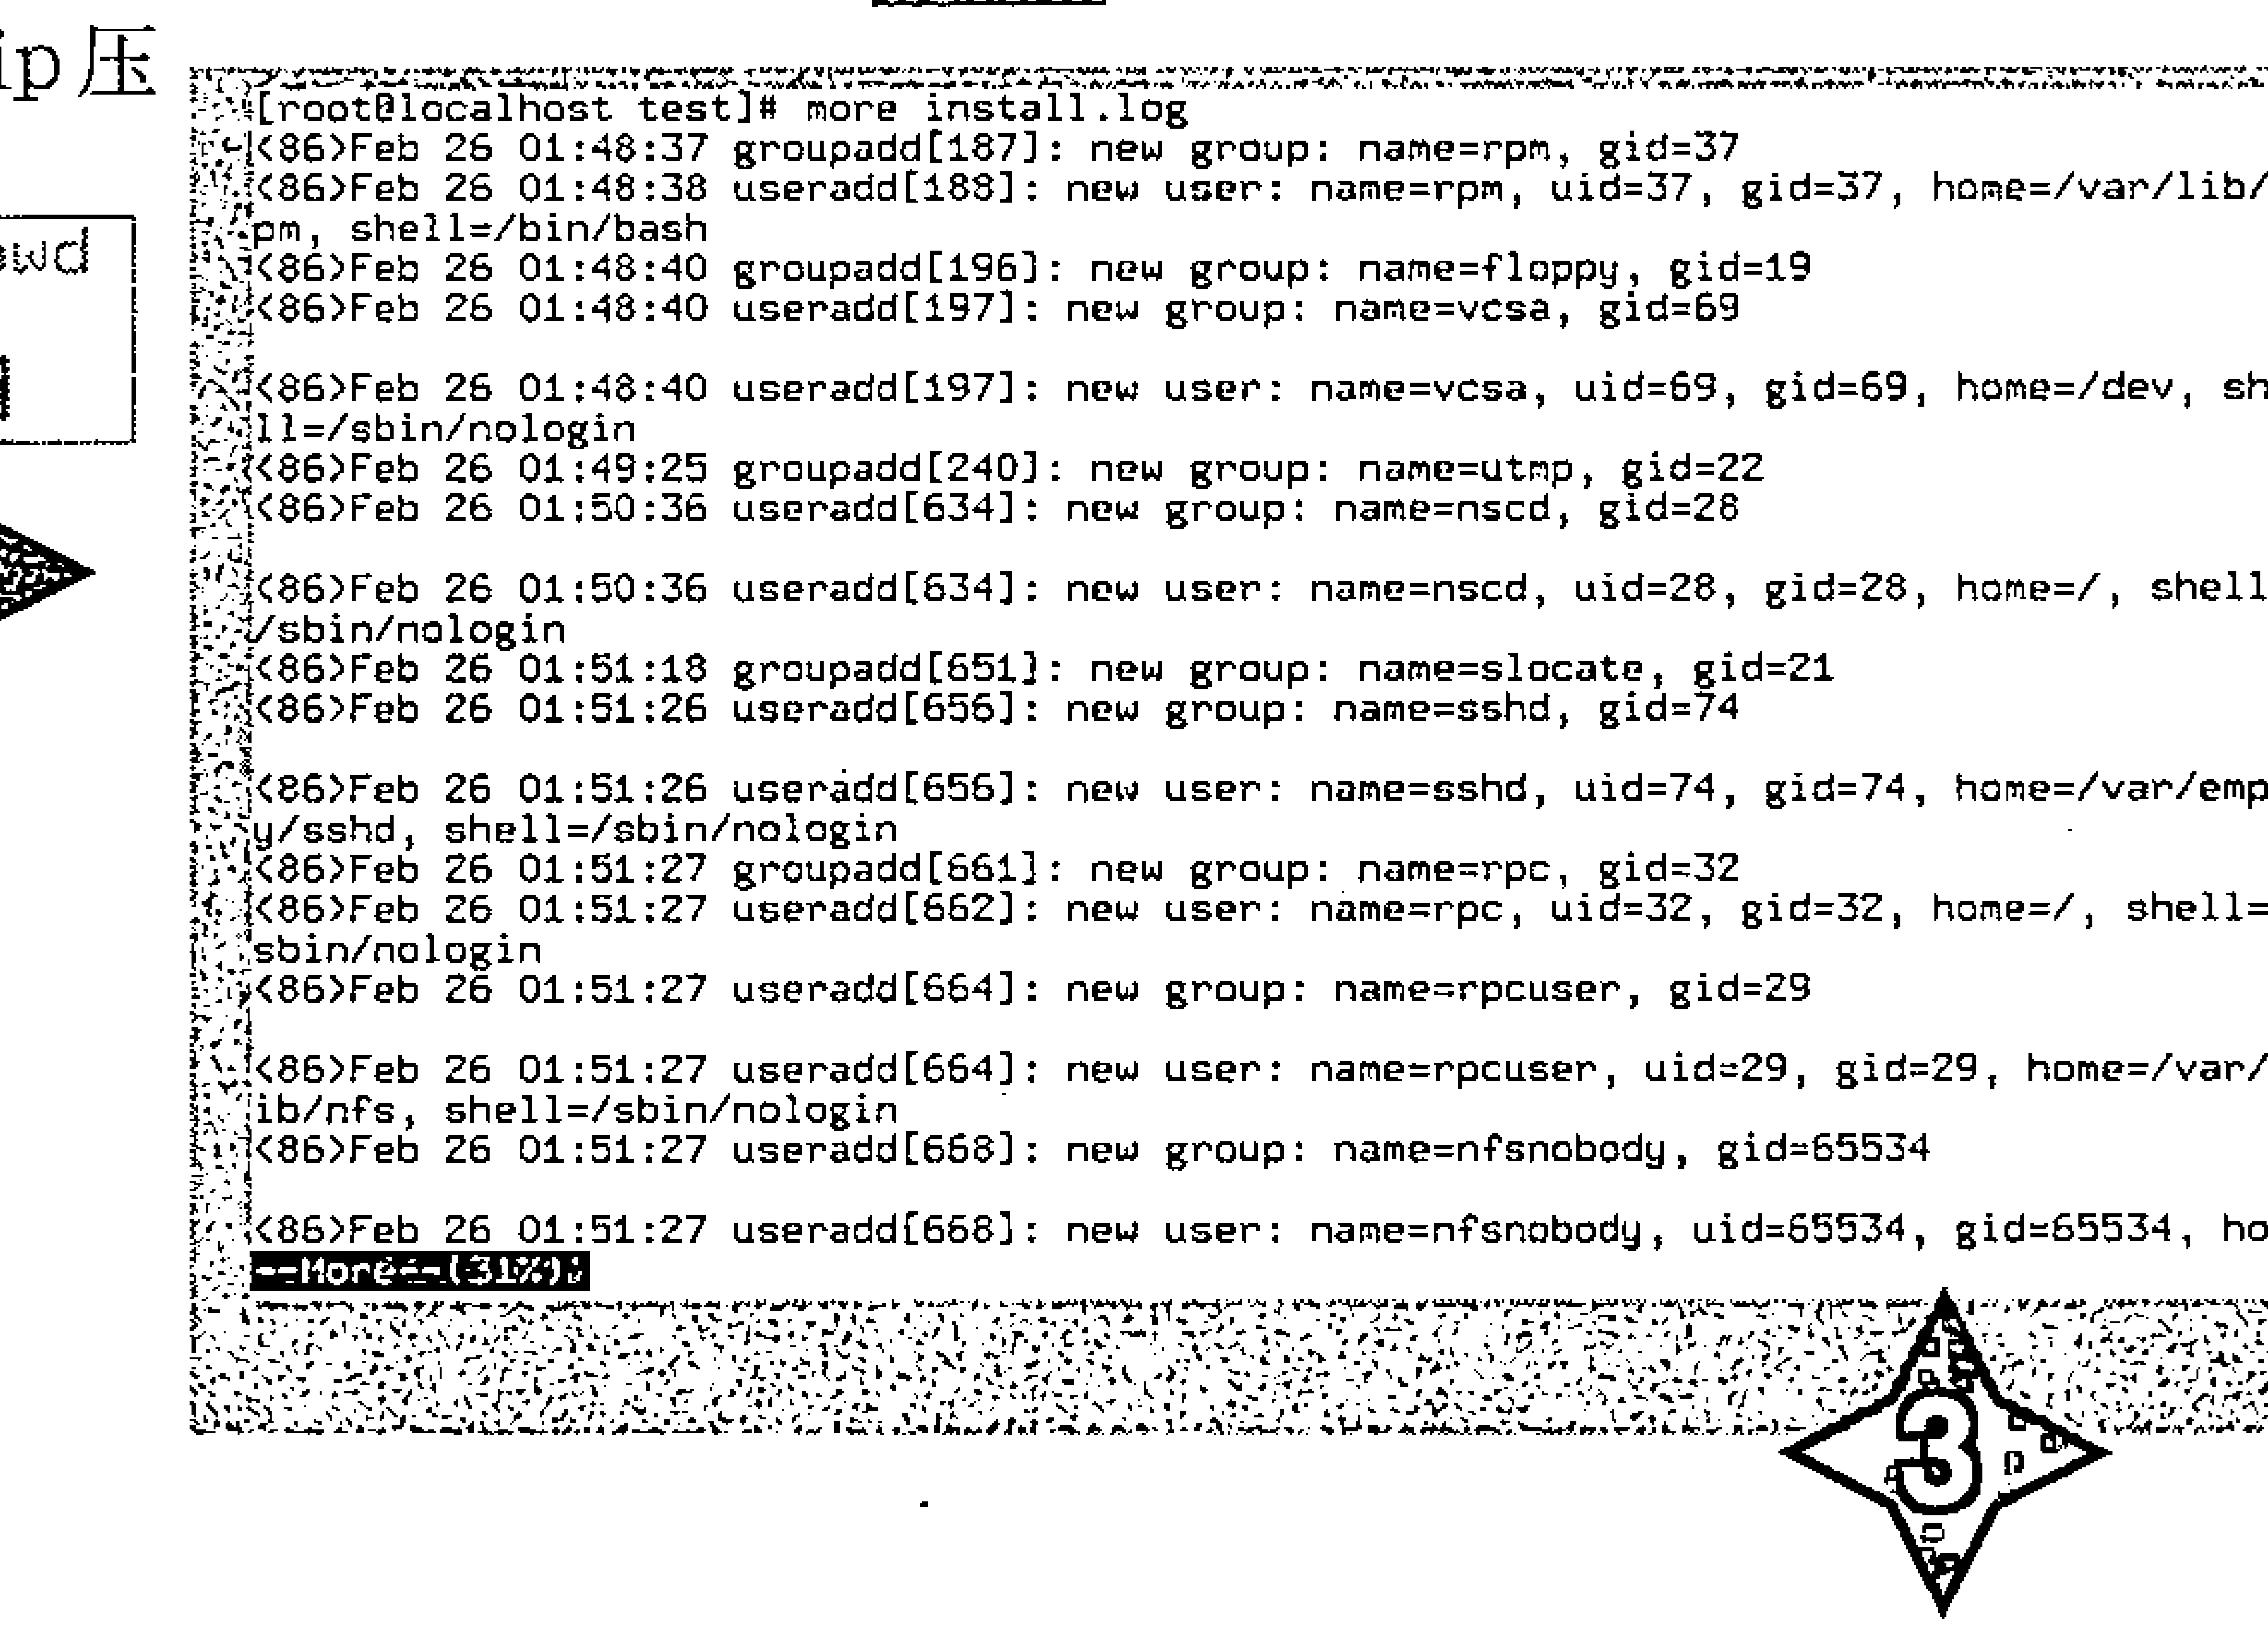 ip压
[root@localhost test]# more install.log
<86>Feb 26 01:48:37 groupadd[187]: new group: name=rpm, gid=37
<86>Feb 26 01:48:38 useradd[188]: new user: name=rpm, uid=37, gid=37, home=/var/lib/
pm, shell=/bin/bash
wd
<86>Feb 26 01:48:40 groupadd[196]: new group: name=floppy, gid=19
<86>Feb 26 01:48:40 useradd[197]: new group: name=vcsa, gid=69
<86>Feb 26 01:48:40 useradd[197]: new user: name=vcsa, uid=69, gid=69, home=/dev, sh
ll=/sbin/nologin
<86>Feb 26 01:49:25 groupadd[240]: new group: name=utmp, gid=22
<86>Feb 26 01:50:36 useradd[634]: new group: name=nscd, gid=28
<86>Feb 26 01:50:36 useradd[634]: new user: name=nscd, uid=28, gid=28, home=/, shell
/sbin/nologin
<86>Feb 26 01:51:18 groupadd[651]: new group: name=slocate, gid=21
<86>Feb 26 01:51:26 useradd[656]: new group: name=sshd, gid=74
<86>Feb 26 01:51:26 useradd[656]: new user: name=sshd, uid=74, gid=74, home=/var/emp
y/sshd, shell=/sbin/nologin
<86>Feb 26 01:51:27 groupadd[661]: new group: name=rpc, gid=32
<86>Feb 26 01:51:27 useradd[662]: new user: name=rpc, uid=32, gid=32, home=/, shell=
sbin/nologin
<86>Feb 26 01:51:27 useradd[664]: new group: name=rpcuser, gid=29
<86>Feb 26 01:51:27 useradd[664]: new user: name=rpcuser, uid=29, gid=29, home=/var/
ib/nfs, shell=/sbin/nologin
<86>Feb 26 01:51:27 useradd[668]: new group: name=nfsnobody, gid=65534
<86>Feb 26 01:51:27 useradd[668]: new user: name=nfsnobody, uid=65534, gid=65534, ho
--More--(31%)
3